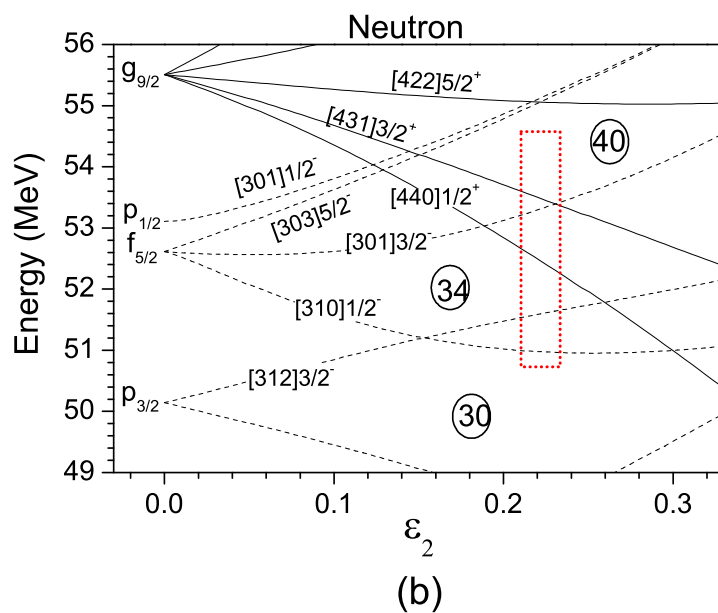 Neutron
56
g9/2
[422]5/2+
55
[431]3/2+
40
54
[301]1/2-
[440]1/2+
p1/2
53
[303]5/2-
f5/2
[301]3/2-
Energy (MeV)
52
34
[310]1/2-
51
[312]3/2-
p3/2
50
30
49
0.0
0.1
0.2
0.3
ε2
(b)